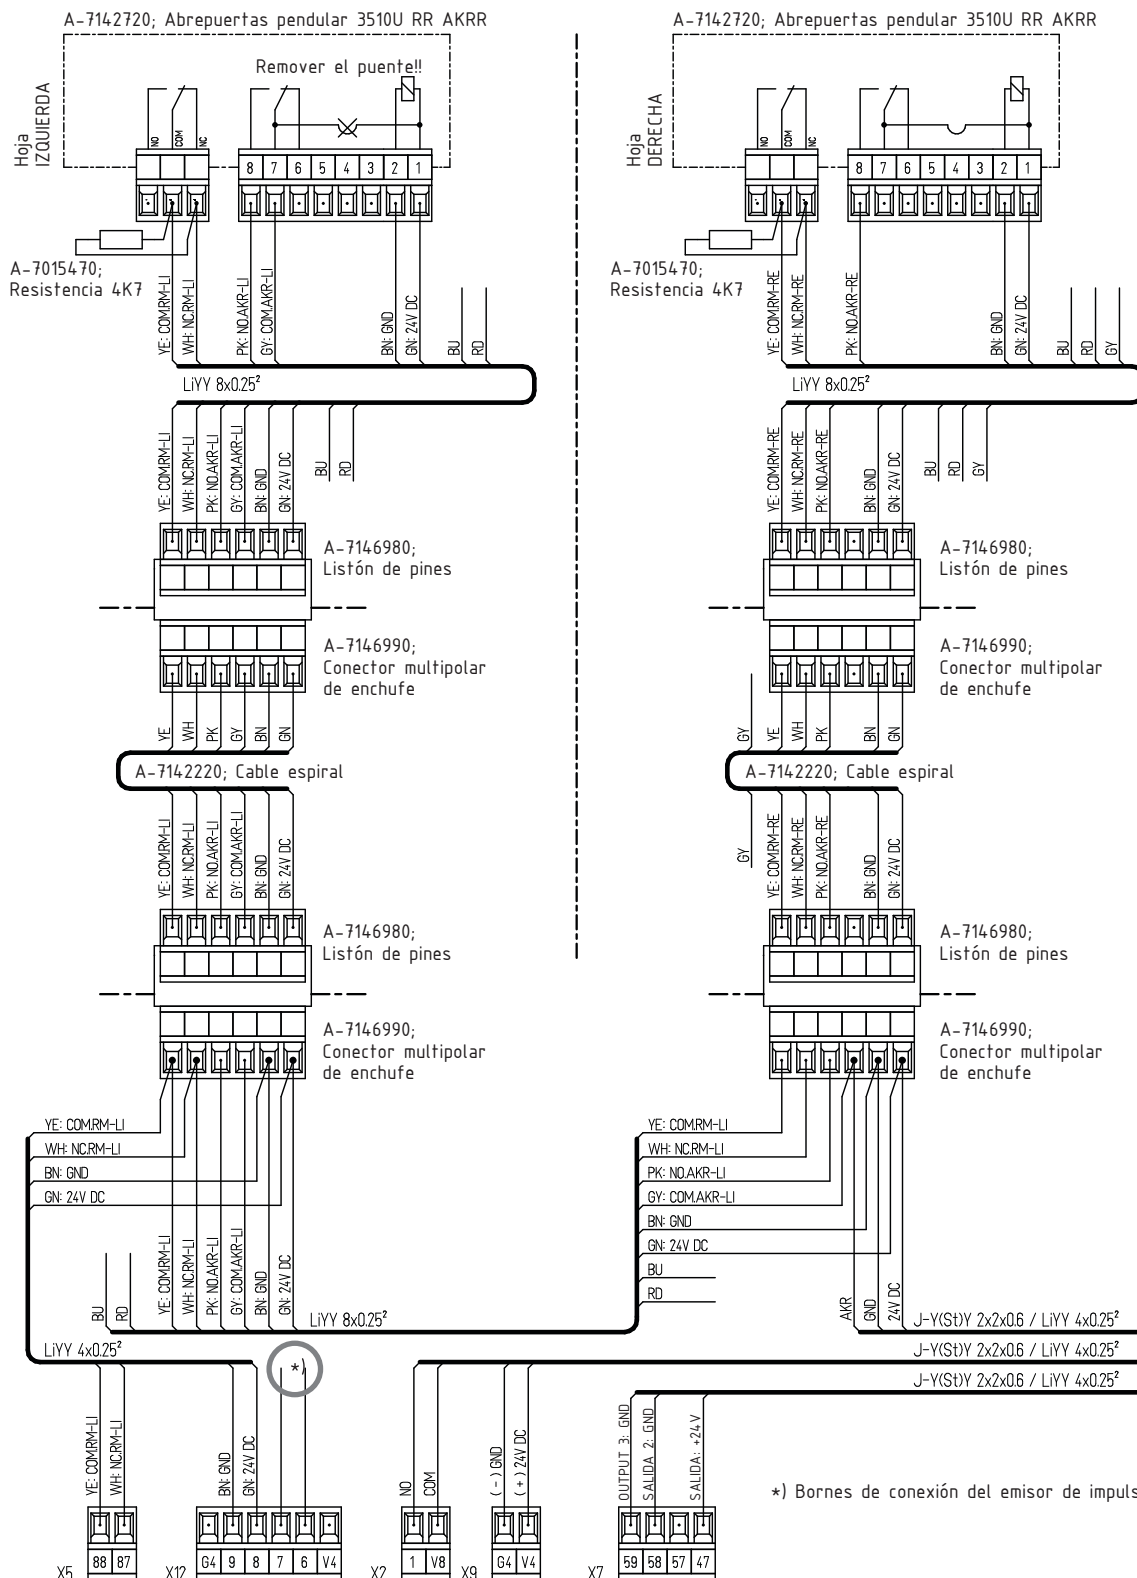 A-7142720; Abrepuertas pendular 3510U RR AKRR
A-7142720; Abrepuertas pendular 3510U RR AKRR
Remover el puente!!
Hoja
IZQUIERDA
Hoja
DERECHA
NO
COM
NC
NO
COM
NC
8 7 6 5 4 3 2 1
8 7 6 5 4 3 2 1
A-7015470;
Resistencia 4K7
A-7015470;
Resistencia 4K7
YE: COM.RM-LI
WH: NC.RM-LI
PK: NO.AKR-LI
GY: COM.AKR-LI
BN: GND
GN: 24V DC
BU
RD
YE: COM.RM-RE
WH: NC.RM-RE
PK: NO.AKR-RE
BN: GND
GN: 24V DC
BU
RD
GY
LiYY 8x0.25²
LiYY 8x0.25²
YE: COM.RM-LI
WH: NC.RM-LI
PK: NO.AKR-LI
GY: COM.AKR-LI
BN: GND
GN: 24V DC
BU
RD
YE: COM.RM-RE
WH: NC.RM-RE
PK: NO.AKR-RE
BN: GND
GN: 24V DC
BU
RD
GY
A-7146980;
Listón de pines
A-7146980;
Listón de pines
A-7146990;
Conector multipolar
de enchufe
A-7146990;
Conector multipolar
de enchufe
YE
WH
PK
GY
BN
GN
GY
YE
WH
PK
BN
GN
A-7142220; Cable espiral
A-7142220; Cable espiral
YE: COM.RM-LI
WH: NC.RM-LI
PK: NO.AKR-LI
GY: COM.AKR-LI
BN: GND
GN: 24V DC
GY
YE: COM.RM-RE
WH: NC.RM-RE
PK: NO.AKR-RE
BN: GND
GN: 24V DC
A-7146980;
Listón de pines
A-7146980;
Listón de pines
A-7146990;
Conector multipolar
de enchufe
A-7146990;
Conector multipolar
de enchufe
YE: COM.RM-LI
WH: NC.RM-LI
BN: GND
GN: 24V DC
YE: COM.RM-LI
WH: NC.RM-LI
PK: NO.AKR-LI
GY: COM.AKR-LI
BN: GND
GN: 24V DC
BU
RD
BU
RD
YE: COM.RM-LI
WH: NC.RM-LI
PK: NO.AKR-LI
GY: COM.AKR-LI
BN: GND
GN: 24V DC
AKR
GND
24V DC
LiYY 8x0.25²
J-Y(St)Y 2x2x0.6 / LiYY 4x0.25²
LiYY 4x0.25²
J-Y(St)Y 2x2x0.6 / LiYY 4x0.25²
*)
J-Y(St)Y 2x2x0.6 / LiYY 4x0.25²
YE: COM.RM-LI
WH: NC.RM-LI
BN: GND
GN: 24V DC
NO
COM
(-) GND
(+) 24V DC
OUTPUT 3: GND
SALIDA 2: GND
SALIDA: +24V
*) Bornes de conexión del emisor de impuls
X5 88 87
X12 G4 9 8 7 6 V4
X2 1 V8
X9 G4 V4
X7 59 58 57 47